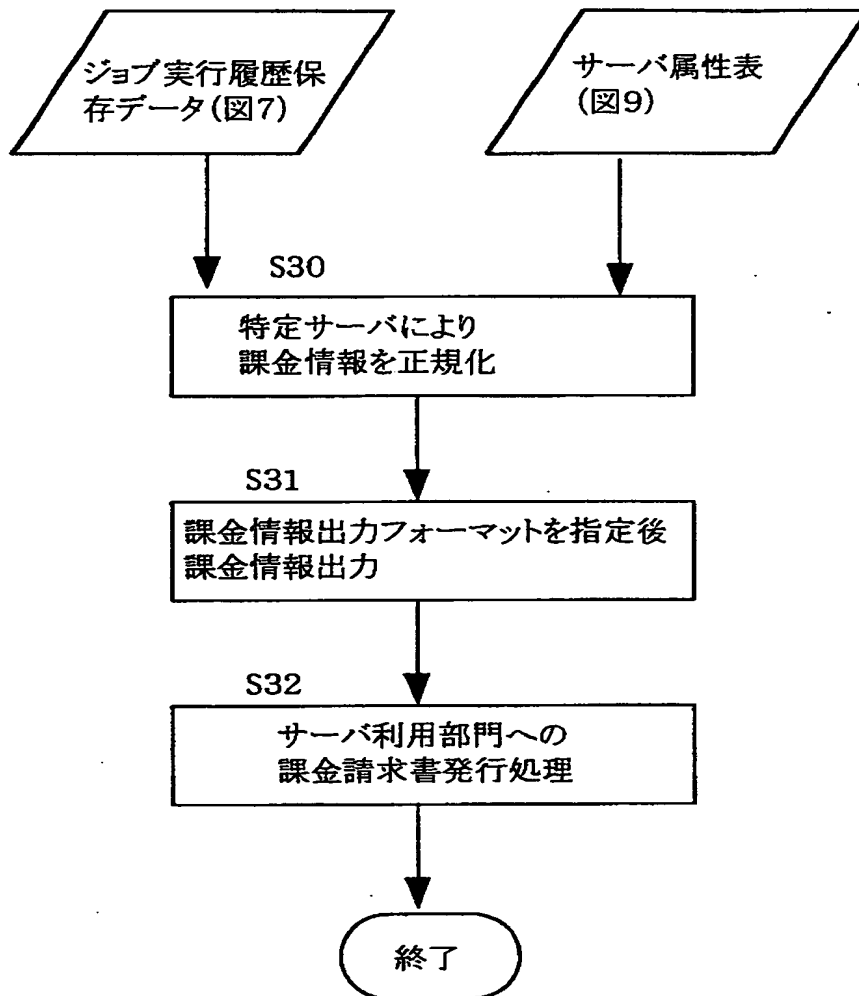 ジョブ実行履歴保
存データ(図7)
サーバ属性表
(図9)
S30
特定サーバにより
課金情報を正規化
S31
課金情報出力フォーマットを指定後
課金情報出力
S32
サーバ利用部門への
課金請求書発行処理
終了